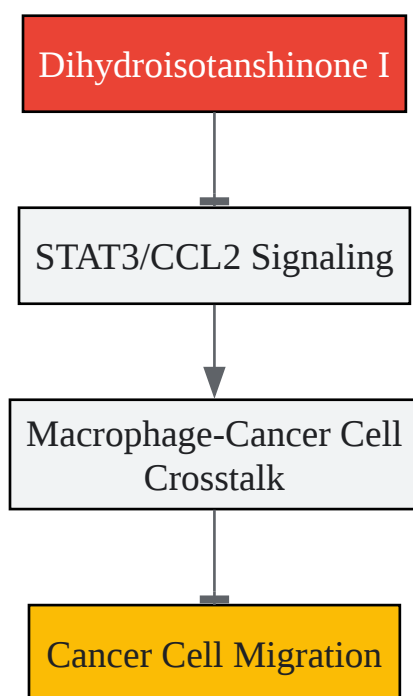 Dihydroisotanshinone I
STAT3/CCL2 Signaling
Macrophage-Cancer Cell
Crosstalk
Cancer Cell Migration